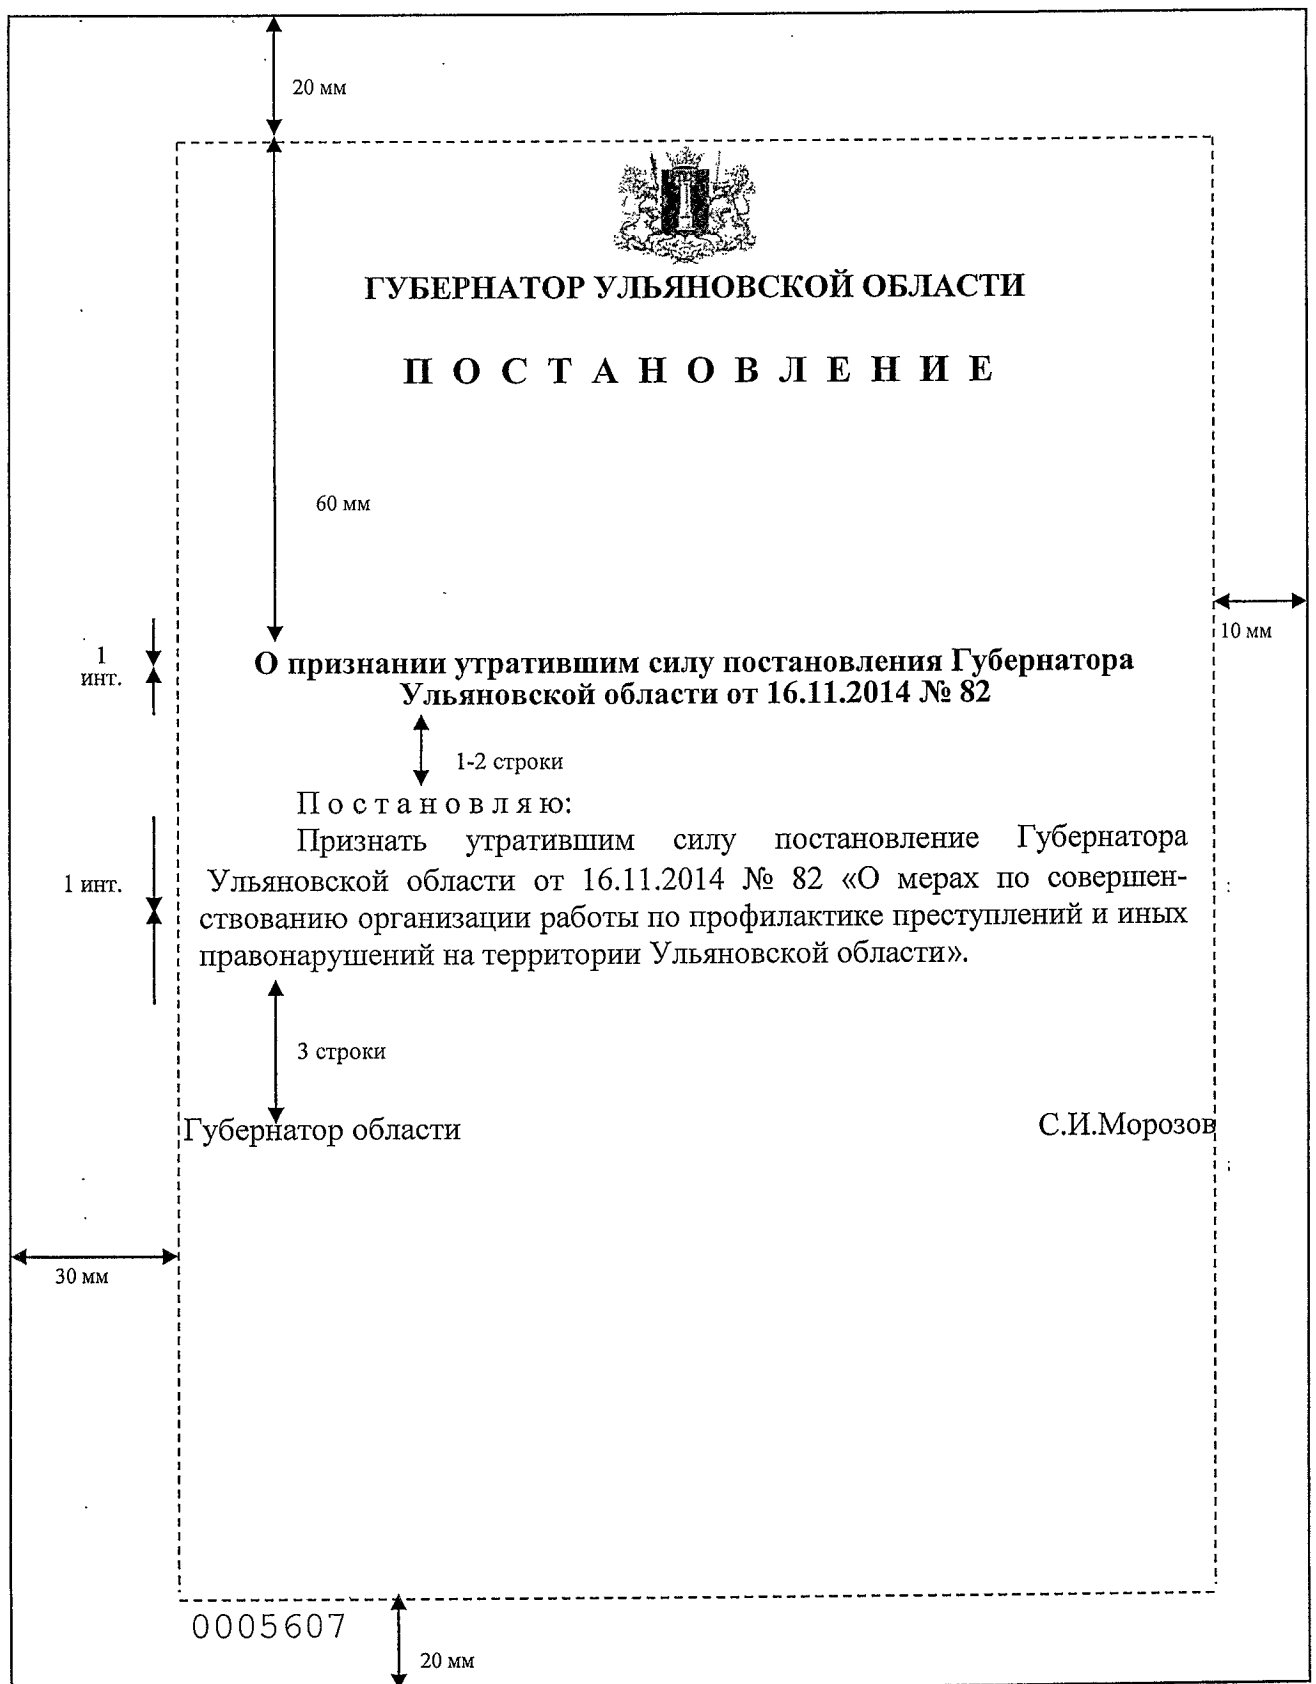 20 мм
ГУБЕРНАТОР УЛЬЯНОВСКОЙ ОБЛАСТИ
П О С Т А Н О В Л Е Н И Е
60 мм
10 мм
1
инт.
О признании утратившим силу постановления Губернатора
Ульяновской области от 16.11.2014 № 82
1-2 строки
П о с т а н о в л я ю:
Признать утратившим силу постановление Губернатора
1 инт.
Ульяновской области от 16.11.2014 № 82 «О мерах по совершен-
ствованию организации работы по профилактике преступлений и иных
правонарушений на территории Ульяновской области».
3 строки
Губернатор области С.И.Морозов
30 мм
0005607
20 мм